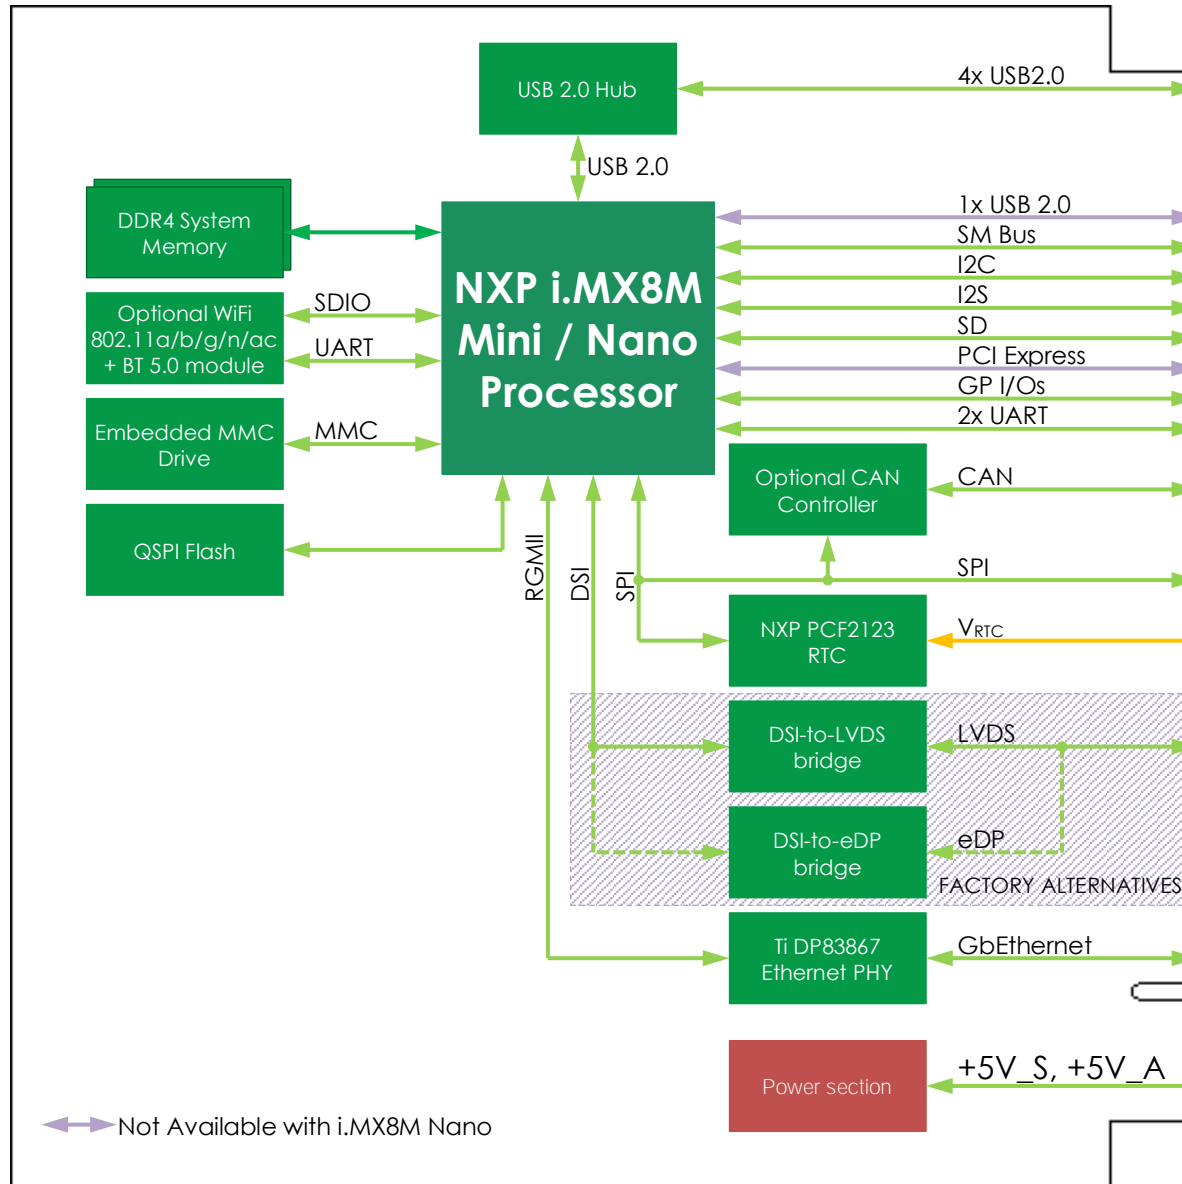 USB 2.0 Hub
4x USB2.0
USB 2.0
DDR4 System
Memory
Optional WiFi
802.11a/b/g/n/ac
+ BT 5.0 module
SDIO
UART
Embedded MMC
Drive
MMC
QSPI Flash
NXP i.MX8M
Mini / Nano
Processor
1x USB 2.0
SM Bus
I2C
I2S
SD
PCI Express
GP I/Os
2x UART
Optional CAN
Controller
CAN
RGMII
DSI
SPI
SPI
NXP PCF2123
RTC
VRTC
DSI-to-LVDS
bridge
LVDS
DSI-to-eDP
bridge
eDP
FACTORY ALTERNATIVES
Ti DP83867
Ethernet PHY
GbEthernet
Power section
+5V_S, +5V_A
Not Available with i.MX8M Nano